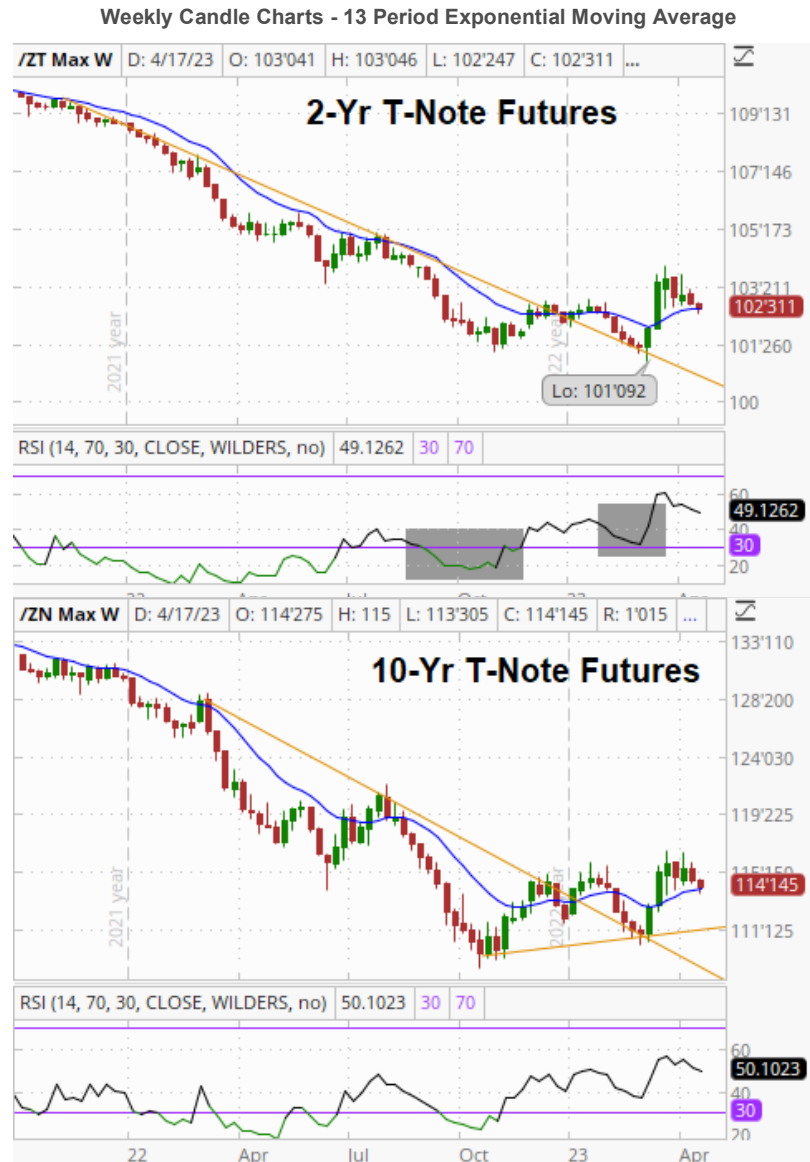 Weekly Candle Charts - 13 Period Exponential Moving Average
/ZT Max W D: 4/17/23 O: 103'041 H: 103'046 L: 102'247 C: 102'311 ...
2-Yr T-Note Futures
109'131
107'146
105'173
103'211
102'311
101'260
100
2021 year
22 year
Lo: 101'092
RSI (14, 70, 30, CLOSE, WILDERS, no) 49.1262 30 70
60
49.1262
40
30
20
/ZN Max W D: 4/17/23 O: 114'275 H: 115 L: 113'305 C: 114'145 R: 1'015 ...
10-Yr T-Note Futures
133'110
128'200
124'030
119'225
115'150
114'145
111'125
2021 year
2022 year
RSI (14, 70, 30, CLOSE, WILDERS, no) 50.1023 30 70
60
50.1023
40
30
20
22 Apr Jul Oct 23 Apr